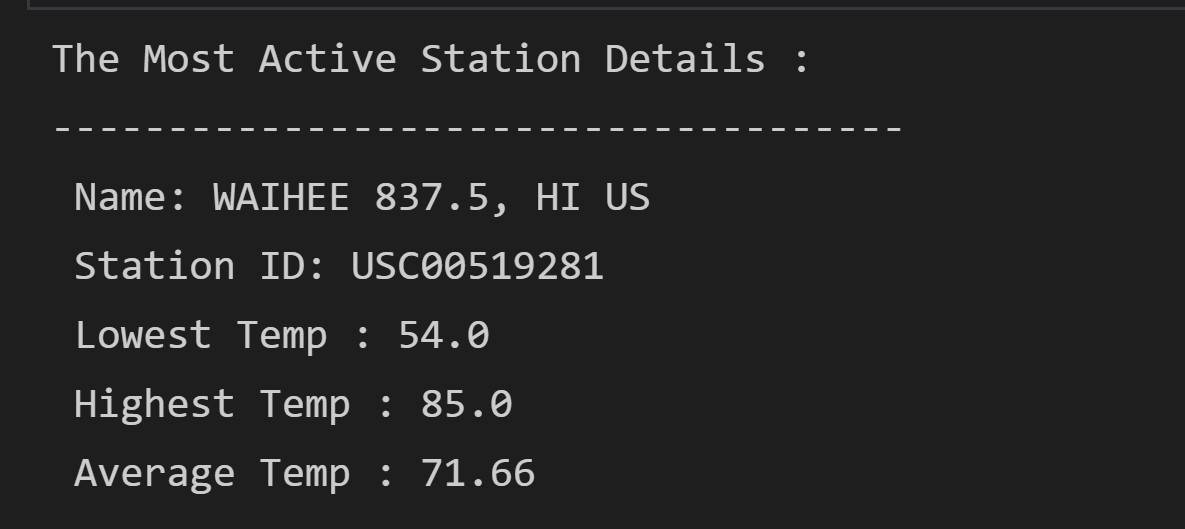 The Most Active Station Details :
-------------------------------------
Name: WAIHEE 837.5, HI US
Station ID: USC00519281
Lowest Temp : 54.0
Highest Temp : 85.0
Average Temp : 71.66